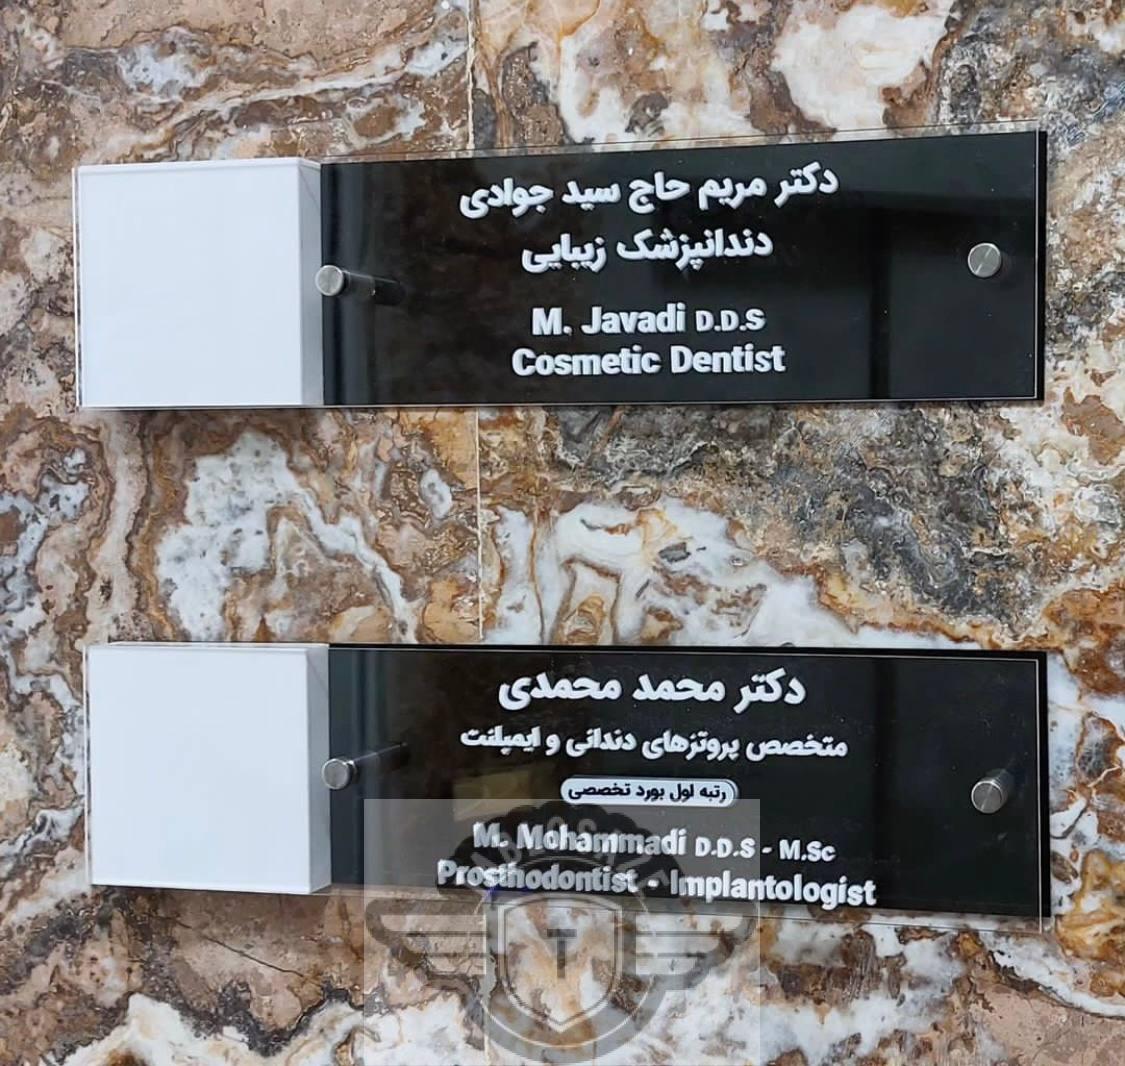 دکتر مریم حاج سید جوادی
دندانپزشک زیبایی
M. Javadi D.D.S
Cosmetic Dentist
دکتر محمد محمدی
متخصص پروتزهای دندانی و ایمپلنت
رتبه اول بورد تخصصی
M. Mohammadi D.D.S - M.Sc
Prosthodontist - Implantologist
T